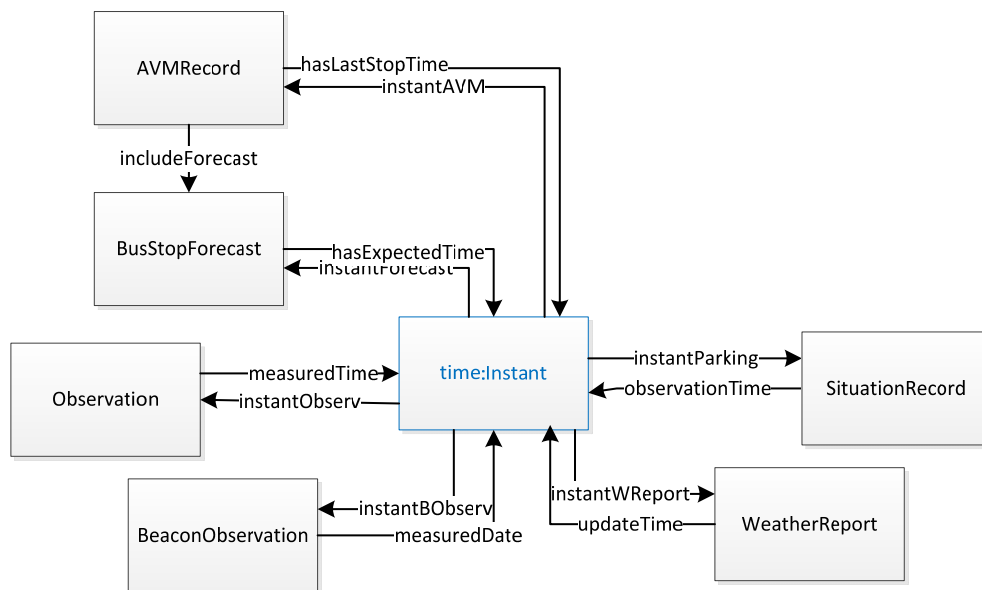 AVMRecord
hasLastStopTime
instantAVM
includeForecast
BusStopForecast
hasExpectedTime
instantForecast
time:Instant
Observation
measuredTime
instantObserv
instantParking
observationTime
SituationRecord
BeaconObservation
instantBObserv
measuredDate
instantWReport
updateTime
WeatherReport